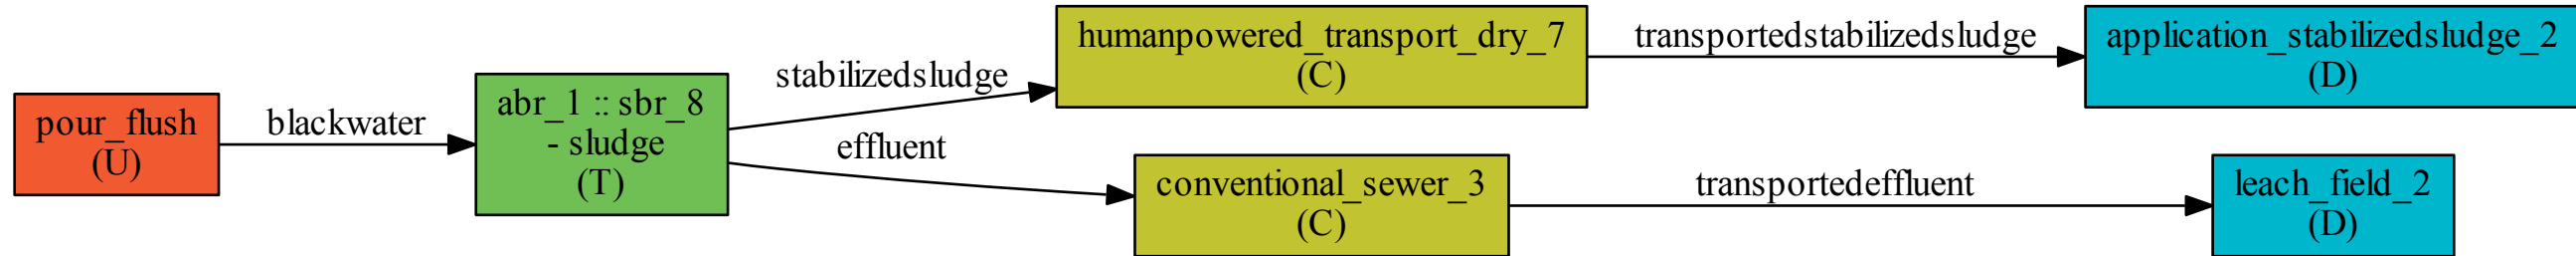 pour_flush
(U)
blackwater
abr_1 :: sbr_8
- sludge
(T)
stabilizedsludge
effluent
humanpowered_transport_dry_7
(C)
conventional_sewer_3
(C)
transportedstabilizedsludge
transportedeffluent
application_stabilizedsludge_2
(D)
leach_field_2
(D)